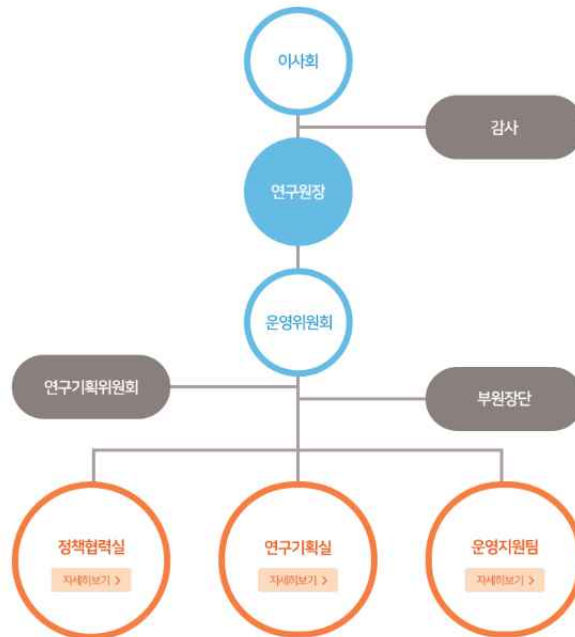 이사회
감사
연구원장
운영위원회
연구기획위원회
부원장단
정책협력실
연구기획실
운영지원팀
자세히보기 >
자세히보기 >
자세히보기 >